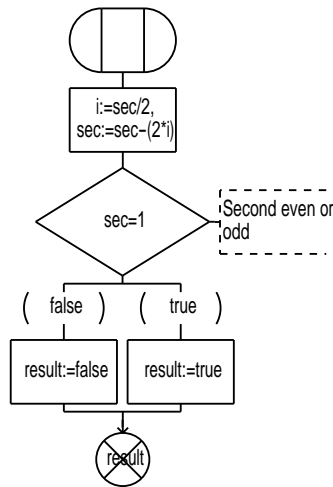 i:=sec/2,
sec:=sec-(2*i)
sec=1
Second even or
odd
( false )
( true )
result:=false
result:=true
result